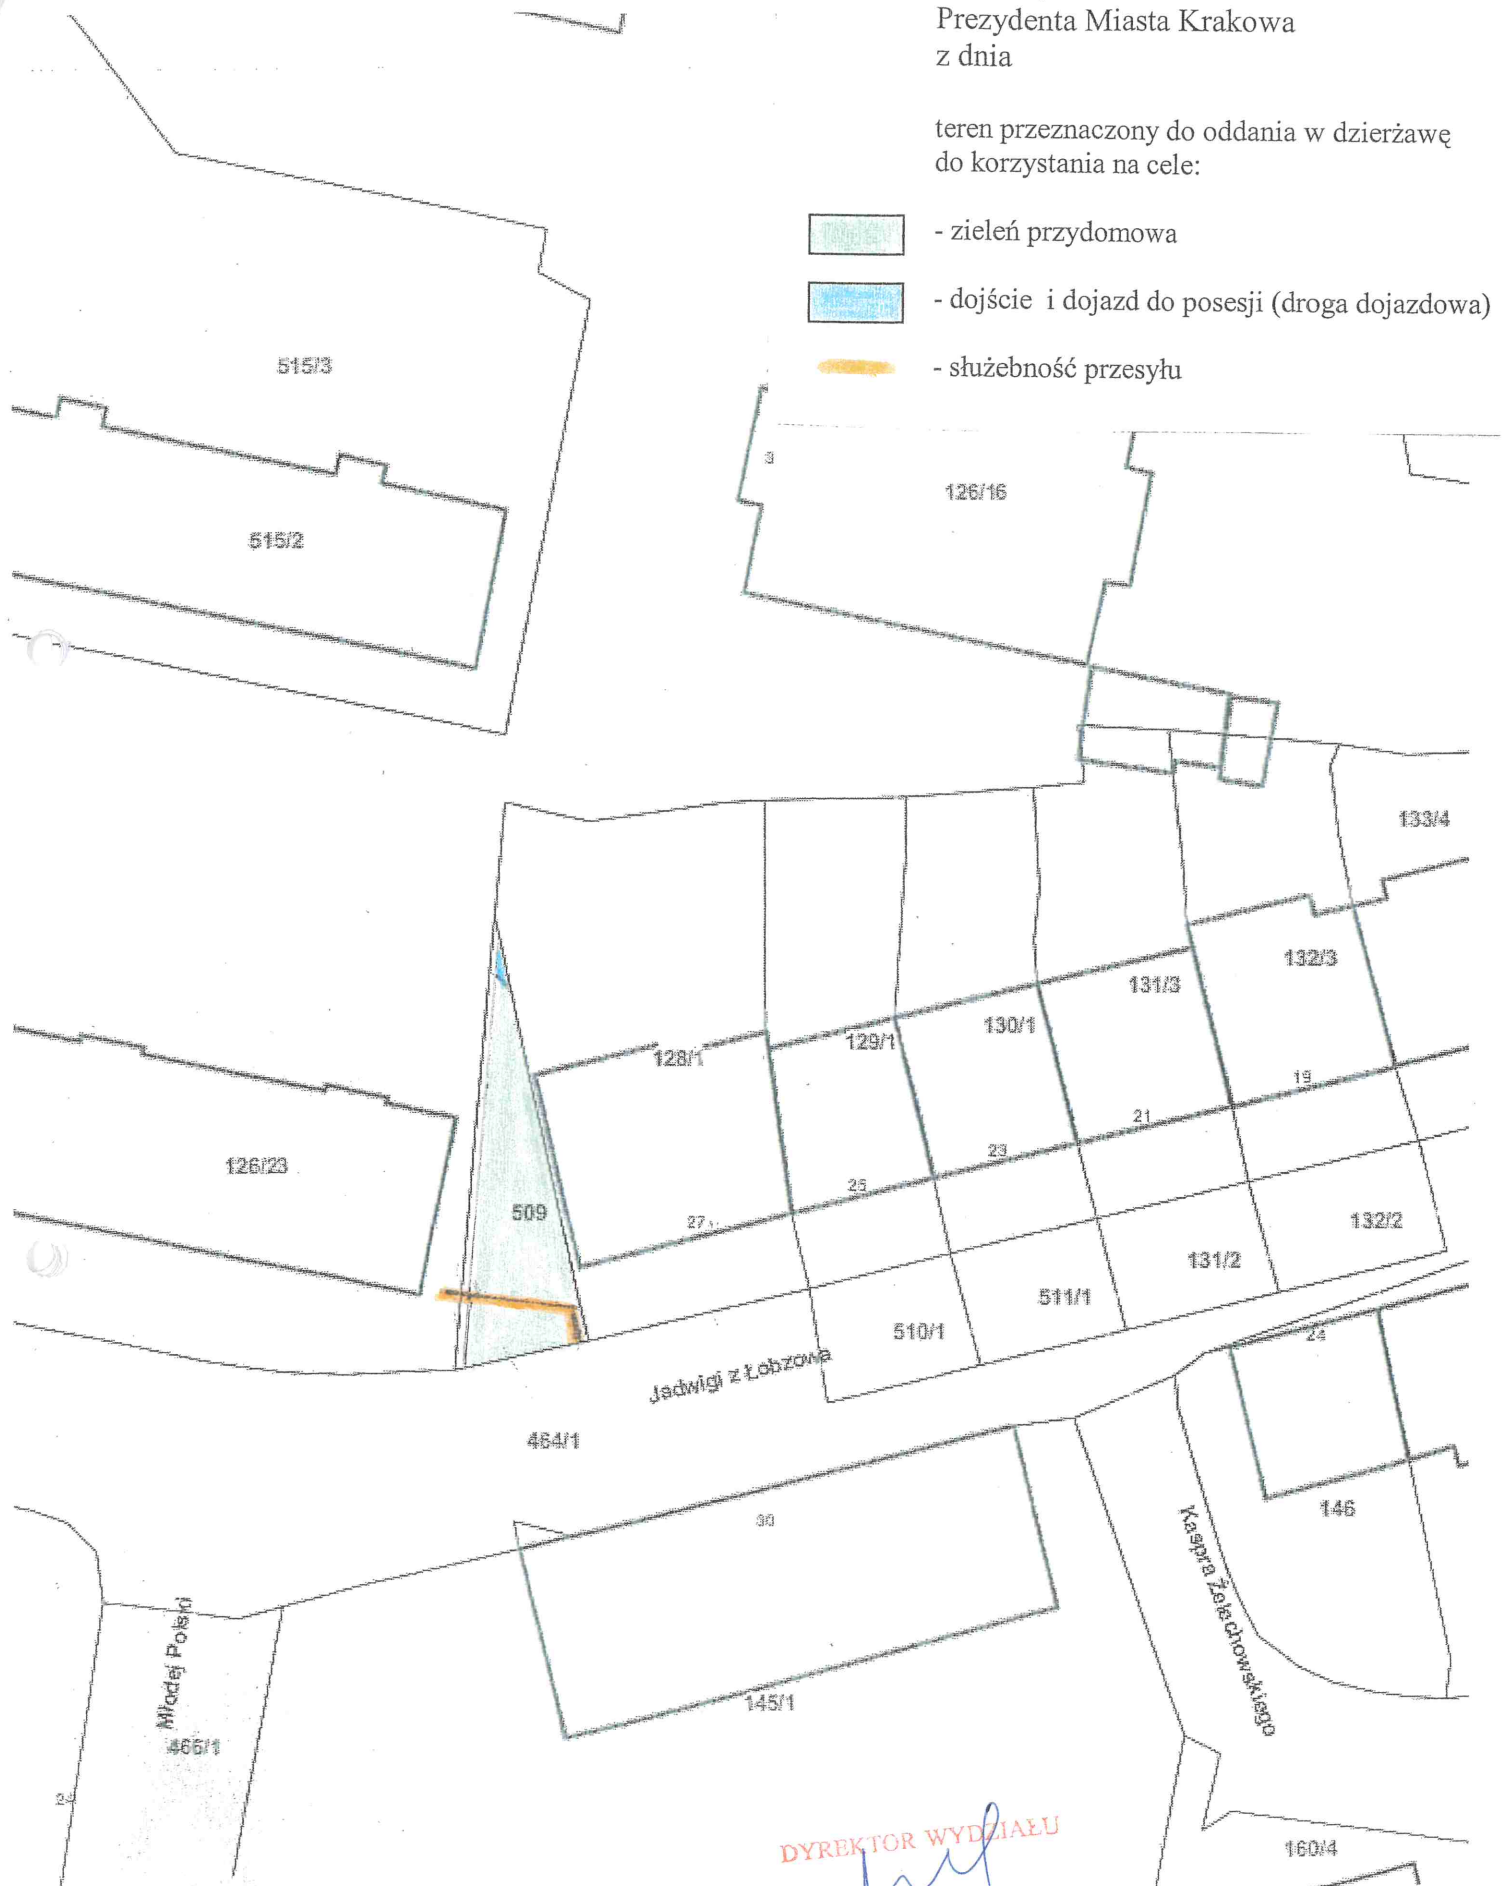 Prezydenta Miasta Krakowa
z dnia
teren przeznaczony do oddania w dzierżawę
do korzystania na cele:
- zieleń przydomowa
- dojście i dojazd do posesji (droga dojazdowa)
- służebność przesyłu
515/3
3
126/16
515/2
133/4
132/3
131/3
130/1
129/1
128/1
19
21
23
25
27
126/23
509
132/2
131/2
511/1
510/1
24
Jadwigi z Łobzowa
464/1
30
146
Kaspra Żelechowskiego
Młodej Polski
145/1
466/1
160/4
DYREKTOR WYDZIAŁU